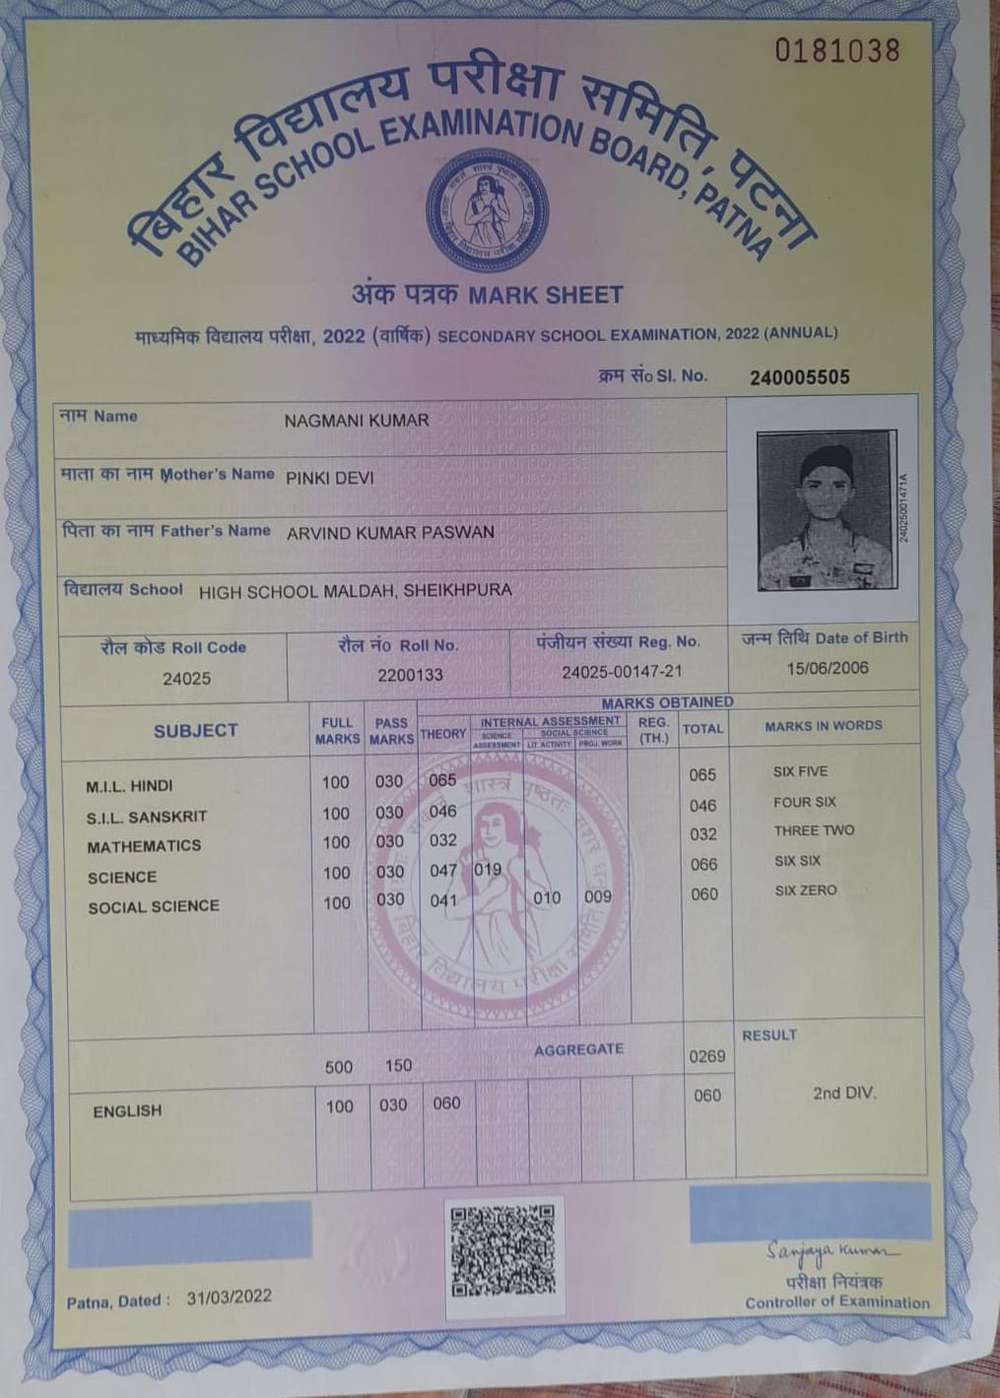 0181038
बिहार विद्यालय परीक्षा समिति, पटना
BIHAR SCHOOL EXAMINATION BOARD, PATNA
अंक पत्रक MARK SHEET
माध्यमिक विद्यालय परीक्षा, 2022 (वार्षिक) SECONDARY SCHOOL EXAMINATION, 2022 (ANNUAL)
क्रम सं० Sl. No. 240005505
नाम Name NAGMANI KUMAR
माता का नाम Mother's Name PINKI DEVI
पिता का नाम Father's Name ARVIND KUMAR PASWAN
विद्यालय School HIGH SCHOOL MALDAH, SHEIKHPURA
24025001471A
रौल कोड Roll Code रौल नं० Roll No. पंजीयन संख्या Reg. No. जन्म तिथि Date of Birth
24025 2200133 24025-00147-21 15/06/2006
MARKS OBTAINED
SUBJECT FULL MARKS PASS MARKS THEORY INTERNAL ASSESSMENT REG. (TH.) TOTAL MARKS IN WORDS
SCIENCE ASSESSMENT SOCIAL SCIENCE LIT. ACTIVITY PROJ. WORK
M.I.L. HINDI 100 030 065 065 SIX FIVE
S.I.L. SANSKRIT 100 030 046 046 FOUR SIX
MATHEMATICS 100 030 032 032 THREE TWO
SCIENCE 100 030 047 019 066 SIX SIX
SOCIAL SCIENCE 100 030 041 010 009 060 SIX ZERO
500 150 AGGREGATE 0269 RESULT
ENGLISH 100 030 060 060 2nd DIV.
Sanjaya Kumar
परीक्षा नियंत्रक
Patna, Dated : 31/03/2022 Controller of Examination